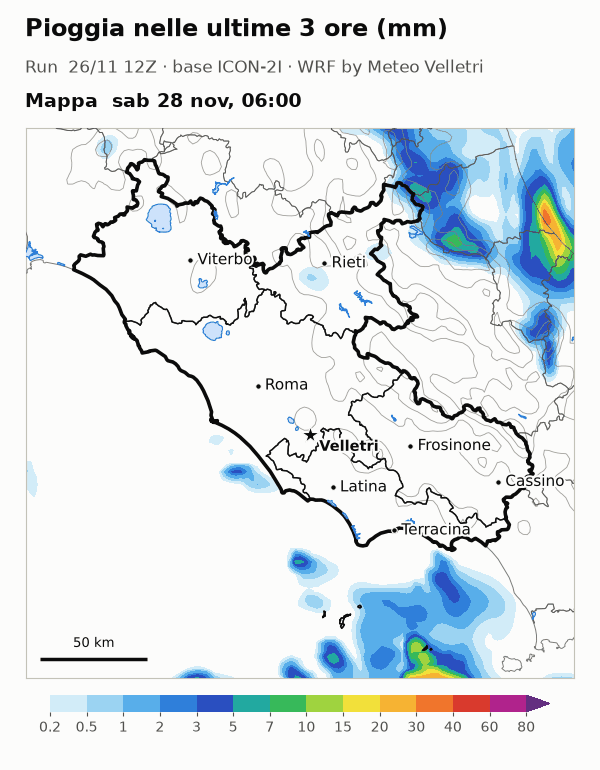 Pioggia nelle ultime 3 ore (mm)
Run  26/11 12Z · base ICON-2I · WRF by Meteo Velletri
Mappa  sab 28 nov, 06:00
Viterbo
Rieti
Roma
Velletri
Frosinone
Latina
Cassino
Terracina
50 km
0.2 0.5 1 2 3 5 7 10 15 20 30 40 60 80